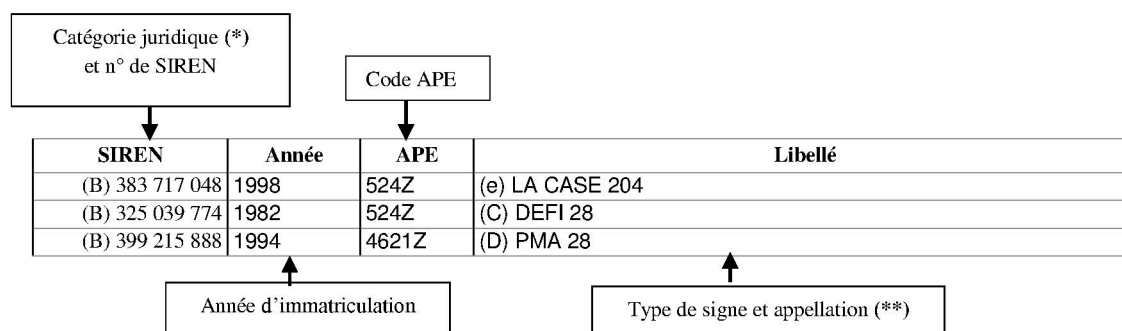 Catégorie juridique (*)
et n° de SIREN
Code APE
SIREN Année APE Libellé
(B) 383 717 048 1998 524Z (e) LA CASE 204
(B) 325 039 774 1982 524Z (C) DEFI 28
(B) 399 215 888 1994 4621Z (D) PMA 28
Année d’immatriculation
Type de signe et appellation (**)